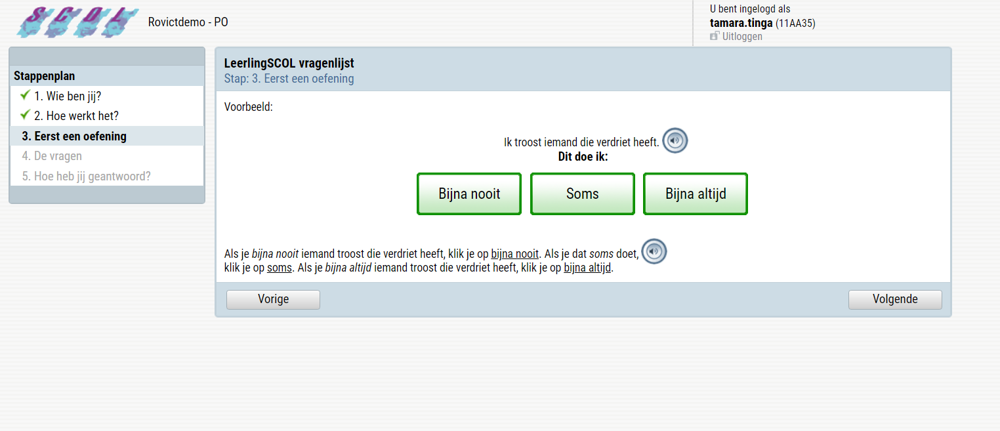 SCOL
Rovictdemo - PO
U bent ingelogd als
tamara.tinga (11AA35)
Uitloggen
Stappenplan
1. Wie ben jij?
2. Hoe werkt het?
3. Eerst een oefening
4. De vragen
5. Hoe heb jij geantwoord?
LeerlingSCOL vragenlijst
Stap: 3. Eerst een oefening
Voorbeeld:
Ik troost iemand die verdriet heeft.
Dit doe ik:
Bijna nooit
Soms
Bijna altijd
Als je bijna nooit iemand troost die verdriet heeft, klik je op bijna nooit. Als je dat soms doet,
klik je op soms. Als je bijna altijd iemand troost die verdriet heeft, klik je op bijna altijd.
Vorige
Volgende